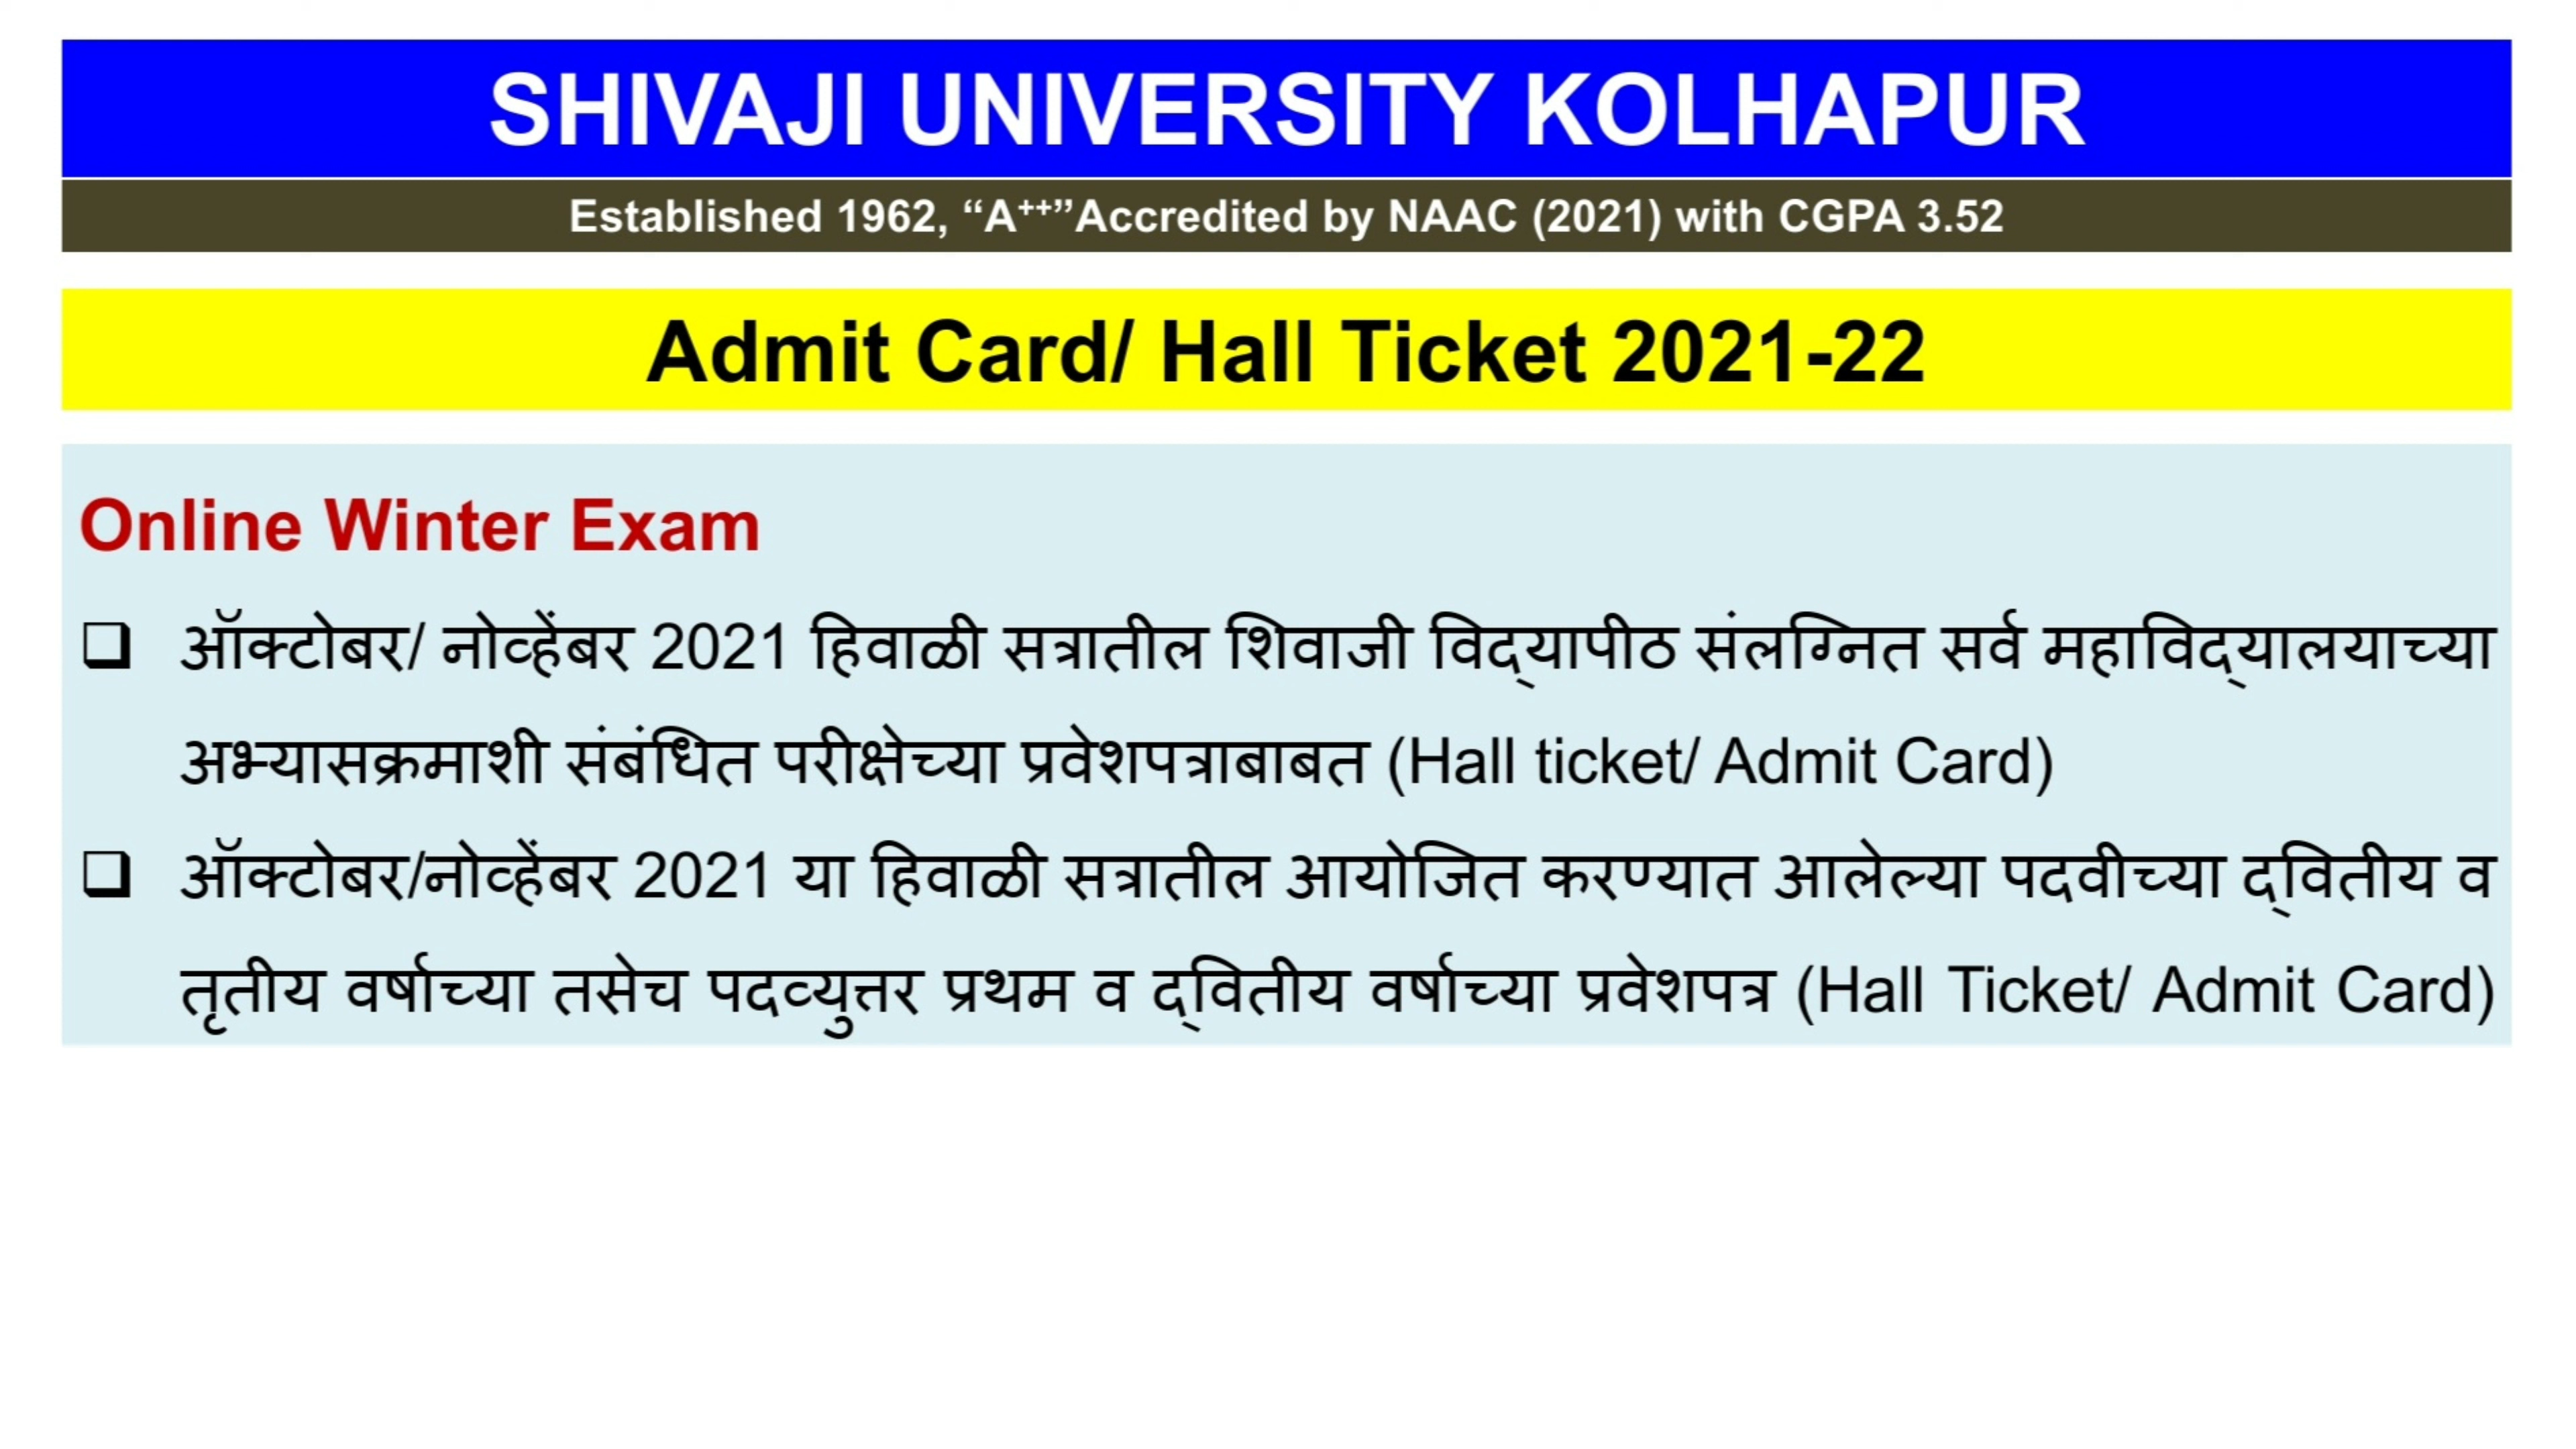 SHIVAJI UNIVERSITY KOLHAPUR
Established 1962, “A++”Accredited by NAAC (2021) with CGPA 3.52
Admit Card/ Hall Ticket 2021-22
Online Winter Exam
❑ ऑक्टोबर/ नोव्हेंबर 2021 हिवाळी सत्रातील शिवाजी विद्‌यापीठ संलग्नित सर्व महाविद्‌यालयाच्या
अभ्यासक्रमाशी संबंधित परीक्षेच्या प्रवेशपत्राबाबत (Hall ticket/ Admit Card)
❑ ऑक्टोबर/नोव्हेंबर 2021 या हिवाळी सत्रातील आयोजित करण्यात आलेल्या पदवीच्या द्‌वितीय व
तृतीय वर्षाच्या तसेच पदव्युत्तर प्रथम व द्‌वितीय वर्षाच्या प्रवेशपत्र (Hall Ticket/ Admit Card)